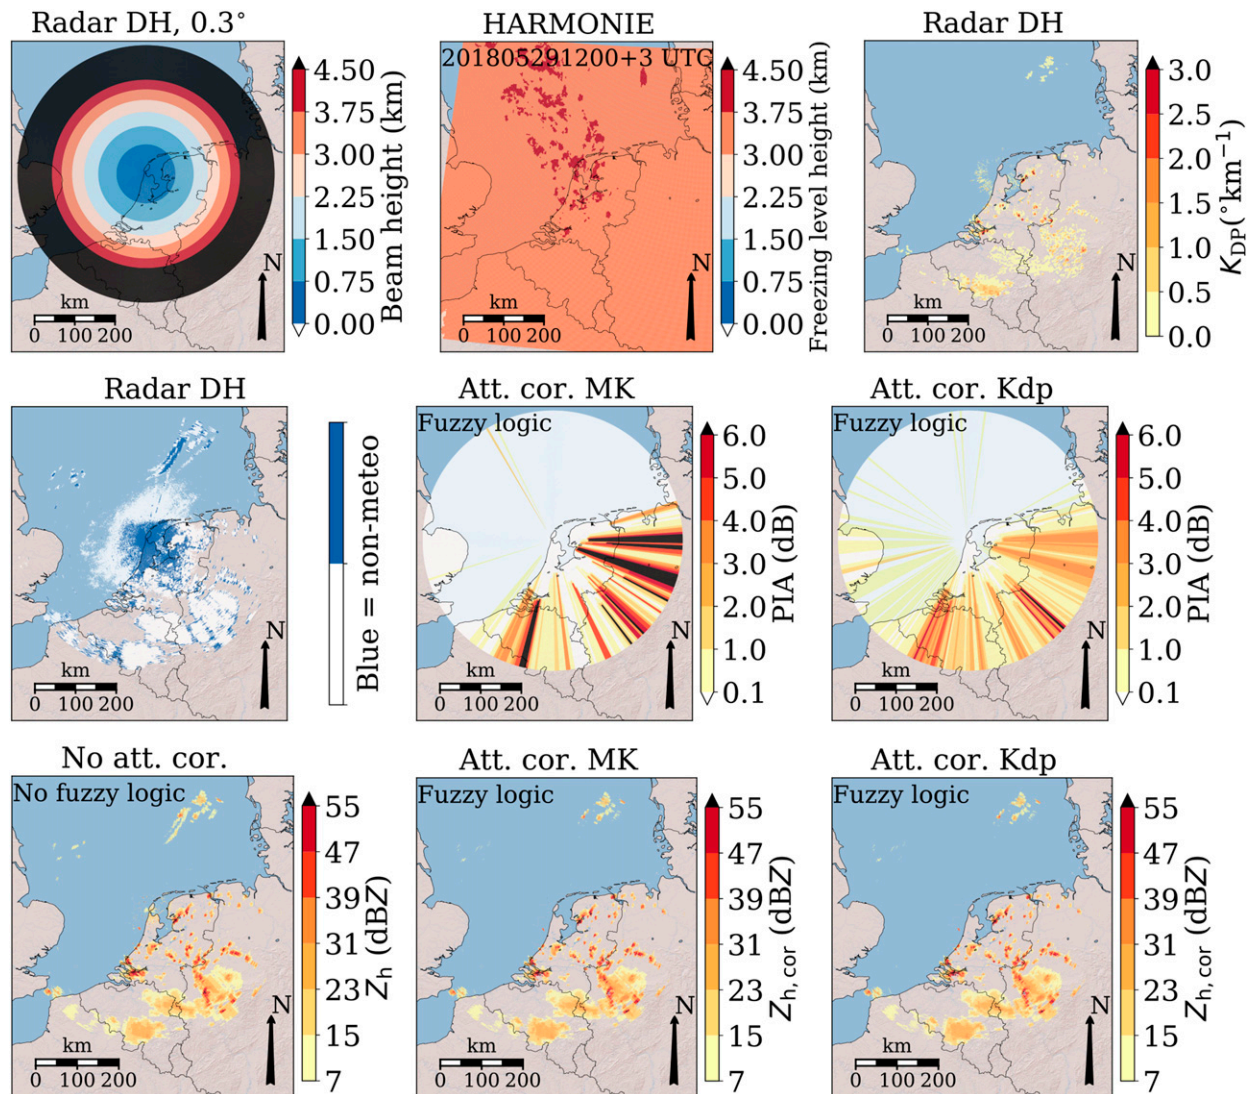 Radar DH, 0.3°
4.50
3.75
3.00
2.25
1.50
0.75
0.00
Beam height (km)
N
km
0 100 200
HARMONIE
201805291200+3 UTC
4.50
3.75
3.00
2.25
1.50
0.75
0.00
Freezing level height (km)
N
km
0 100 200
Radar DH
3.0
2.5
2.0
1.5
1.0
0.5
0.0
K_DP(°km⁻¹)
N
km
0 100 200
Radar DH
Blue = non-meteo
N
km
0 100 200
Att. cor. MK
Fuzzy logic
6.0
5.0
4.0
3.0
2.0
1.0
0.1
PIA (dB)
N
km
0 100 200
Att. cor. Kdp
Fuzzy logic
6.0
5.0
4.0
3.0
2.0
1.0
0.1
PIA (dB)
N
km
0 100 200
No att. cor.
No fuzzy logic
55
47
39
31
23
15
7
Z_h (dBZ)
N
km
0 100 200
Att. cor. MK
Fuzzy logic
55
47
39
31
23
15
7
Z_h, cor (dBZ)
N
km
0 100 200
Att. cor. Kdp
Fuzzy logic
55
47
39
31
23
15
7
Z_h, cor (dBZ)
N
km
0 100 200